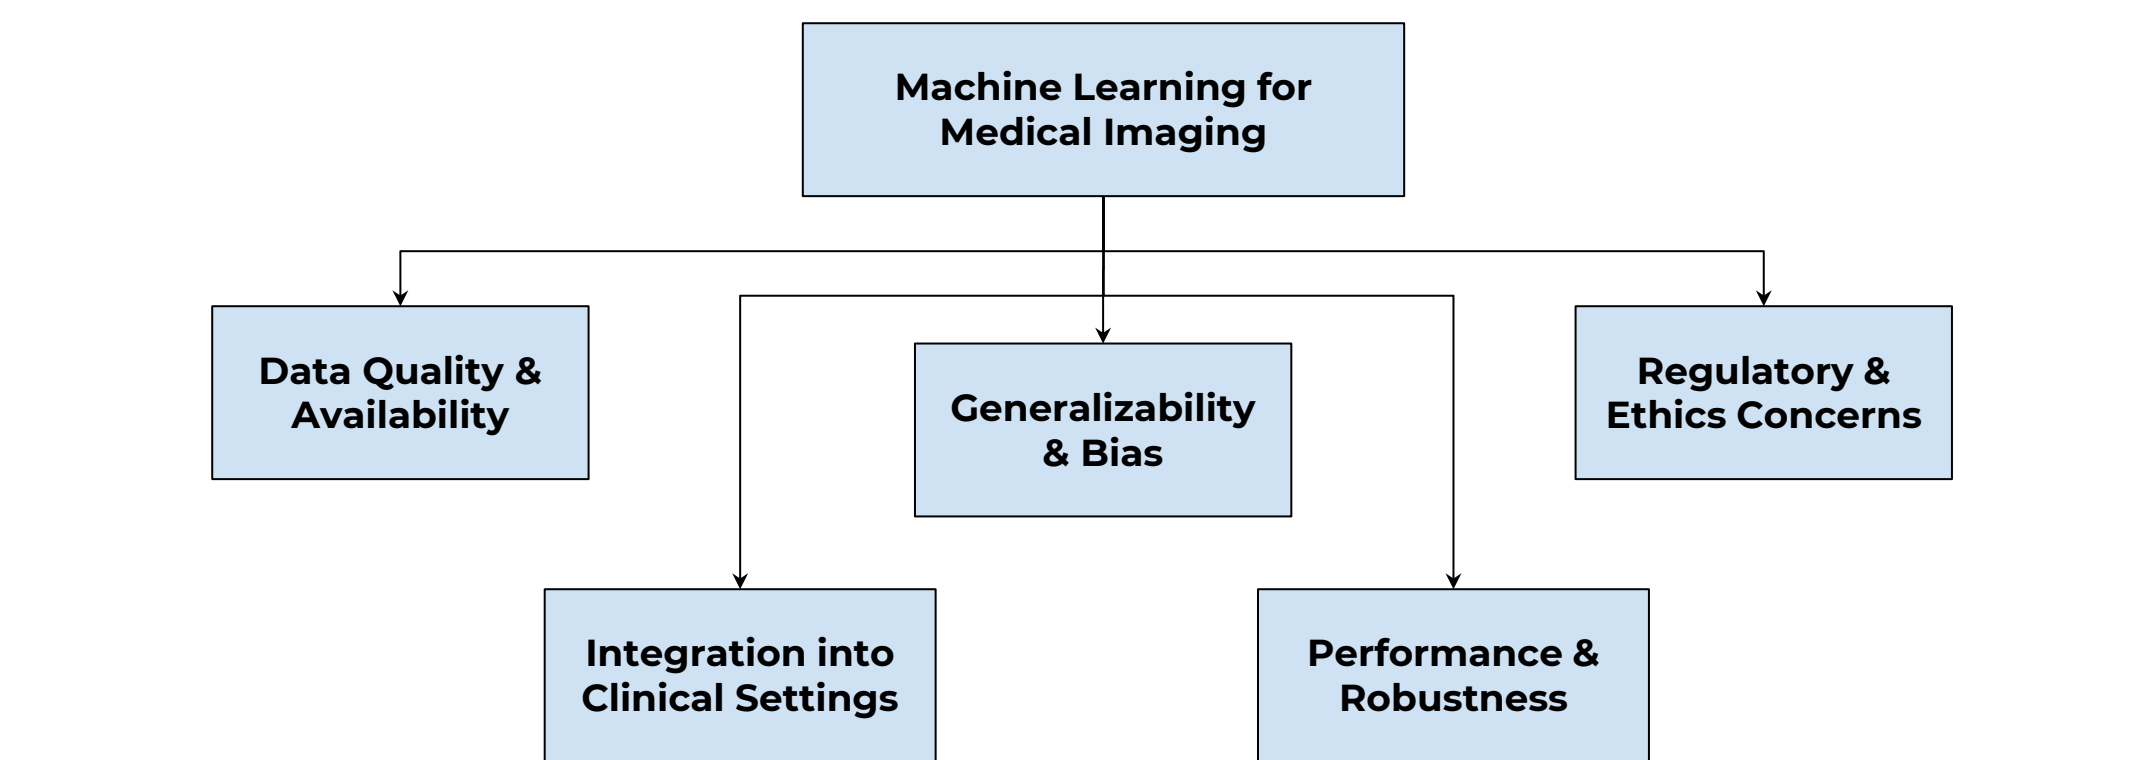 Machine Learning for
Medical Imaging
Data Quality &
Availability
Generalizability
& Bias
Regulatory &
Ethics Concerns
Integration into
Clinical Settings
Performance &
Robustness